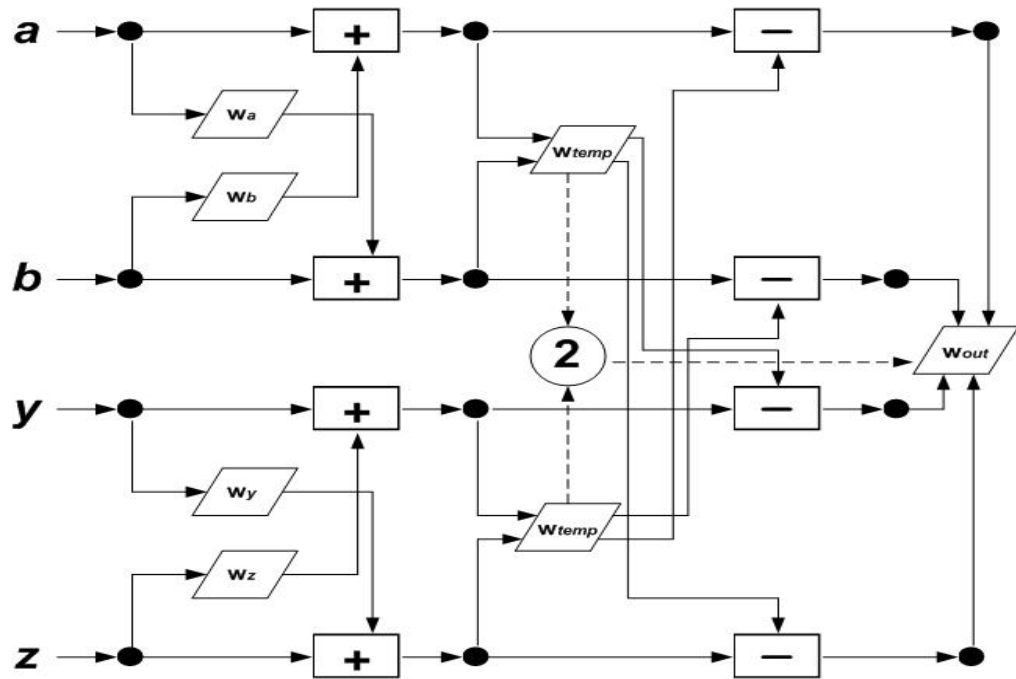 a + −
wa
wtemp
wb
b + −
2 wout
y + −
wy
wtemp
wz
z + −